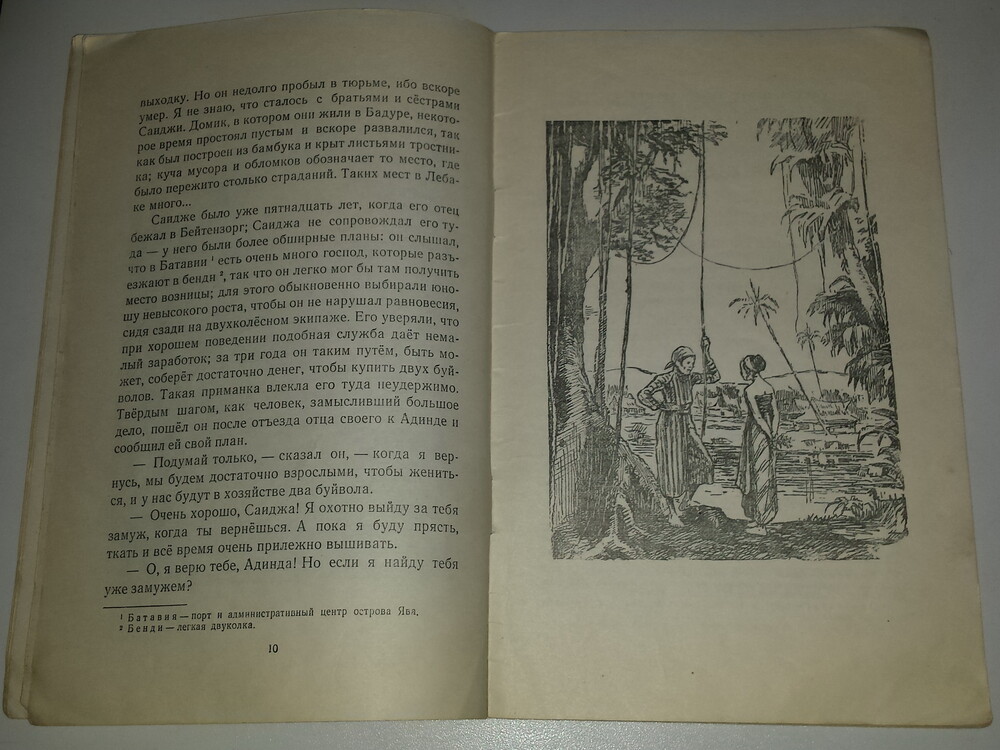 выходку. Но он недолго пробыл в тюрьме, ибо вскоре
умер. Я не знаю, что сталось с братьями и сёстрами
Саиджи. Домик, в котором они жили в Бадуре, некото-
рое время простоял пустым и вскоре развалился, так
как был построен из бамбука и крыт листьями тростни-
ка; куча мусора и обломков обозначает то место, где
было пережито столько страданий. Таких мест в Леба-
ке много...
Саидже было уже пятнадцать лет, когда его отец
бежал в Бейтензорг; Саиджа не сопровождал его ту-
да — у него были более обширные планы: он слышал,
что в Батавии ¹ есть очень много господ, которые разъ-
езжают в бенди ², так что он легко мог бы там получить
место возницы; для этого обыкновенно выбирали юно-
шу невысокого роста, чтобы он не нарушал равновесия,
сидя сзади на двухколёсном экипаже. Его уверяли, что
при хорошем поведении подобная служба даёт нема-
лый заработок; за три года он таким путём, быть мо-
жет, соберёт достаточно денег, чтобы купить двух буй-
волов. Такая приманка влекла его туда неудержимо.
Твёрдым шагом, как человек, замысливший большое
дело, пошёл он после отъезда отца своего к Адинде и
сообщил ей свой план.
— Подумай только, — сказал он, — когда я вер-
нусь, мы будем достаточно взрослыми, чтобы женить-
ся, и у нас будут в хозяйстве два буйвола.
— Очень хорошо, Саиджа! Я охотно выйду за тебя
замуж, когда ты вернёшься. А пока я буду прясть,
ткать и всё время очень прилежно вышивать.
— О, я верю тебе, Адинда! Но если я найду тебя
уже замужем?
¹ Батавия — порт и административный центр острова Ява.
² Бенди — легкая двуколка.
10